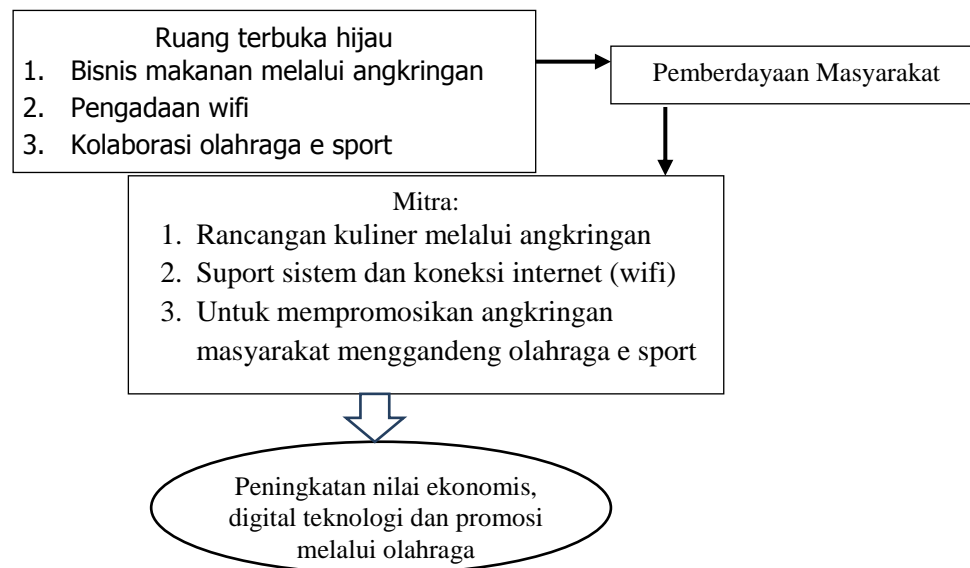 Ruang terbuka hijau
1. Bisnis makanan melalui angkringan
2. Pengadaan wifi
3. Kolaborasi olahraga e sport
Pemberdayaan Masyarakat
Mitra:
1. Rancangan kuliner melalui angkringan
2. Suport sistem dan koneksi internet (wifi)
3. Untuk mempromosikan angkringan
masyarakat menggandeng olahraga e sport
Peningkatan nilai ekonomis,
digital teknologi dan promosi
melalui olahraga